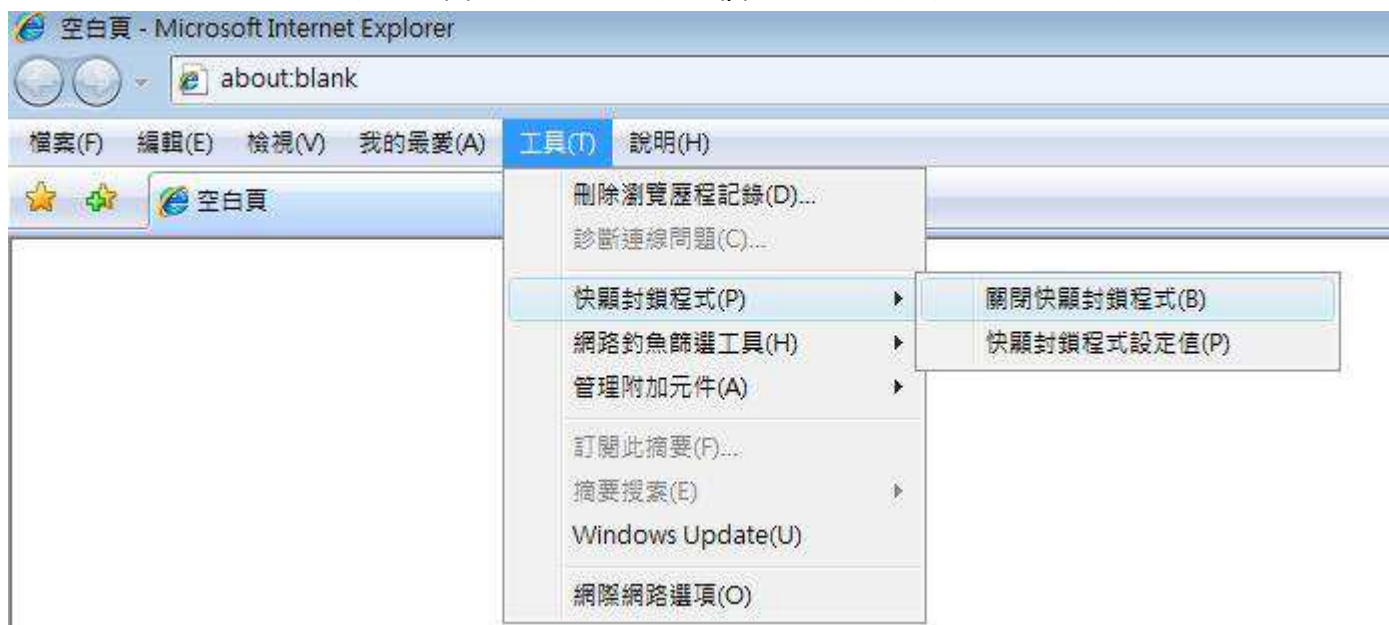 空白頁 - Microsoft Internet Explorer
about:blank
檔案(F) 編輯(E) 檢視(V) 我的最愛(A) 工具(T) 說明(H)
空白頁
刪除瀏覽歷程記錄(D)...
診斷連線問題(C)...
快顯封鎖程式(P)
關閉快顯封鎖程式(B)
網路釣魚篩選工具(H)
快顯封鎖程式設定值(P)
管理附加元件(A)
訂閱此摘要(F)...
摘要搜索(E)
Windows Update(U)
網際網路選項(O)